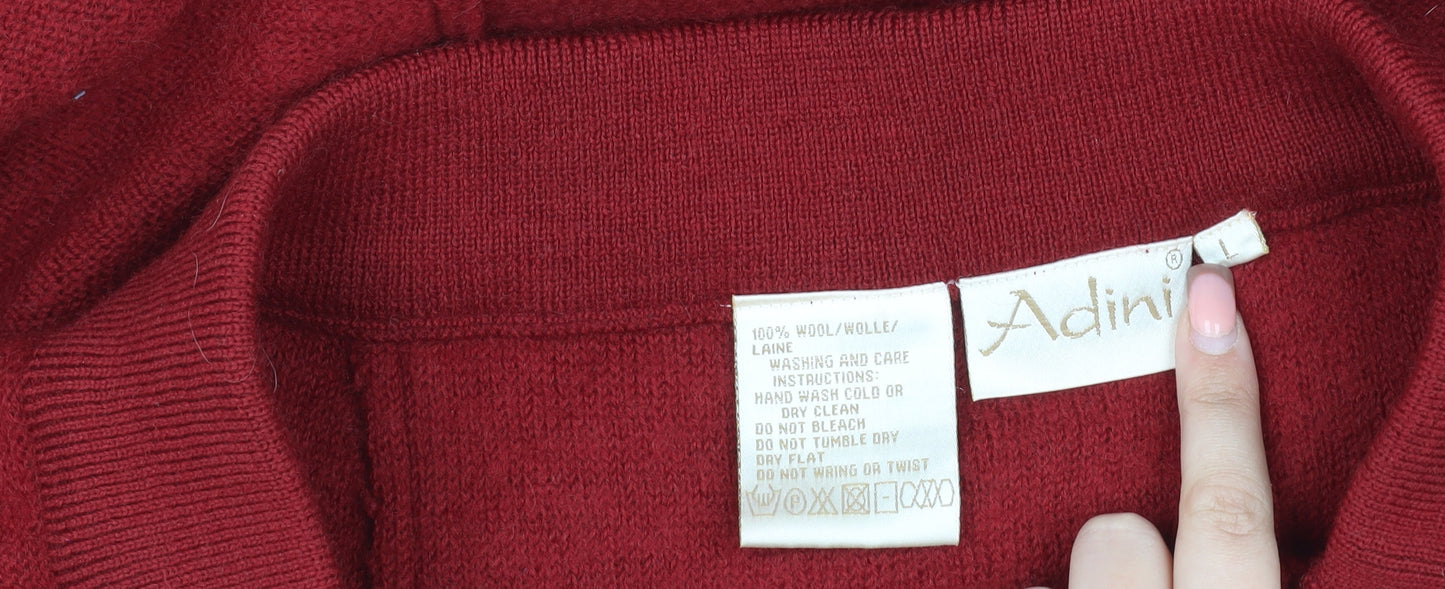 100% WOOL/WOLLE/
LAINE
WASHING AND CARE
INSTRUCTIONS:
HAND WASH COLD OR
DRY CLEAN
DO NOT BLEACH
DO NOT TUMBLE DRY
DRY FLAT
DO NOT WRING OR TWIST
P
Adini®
L